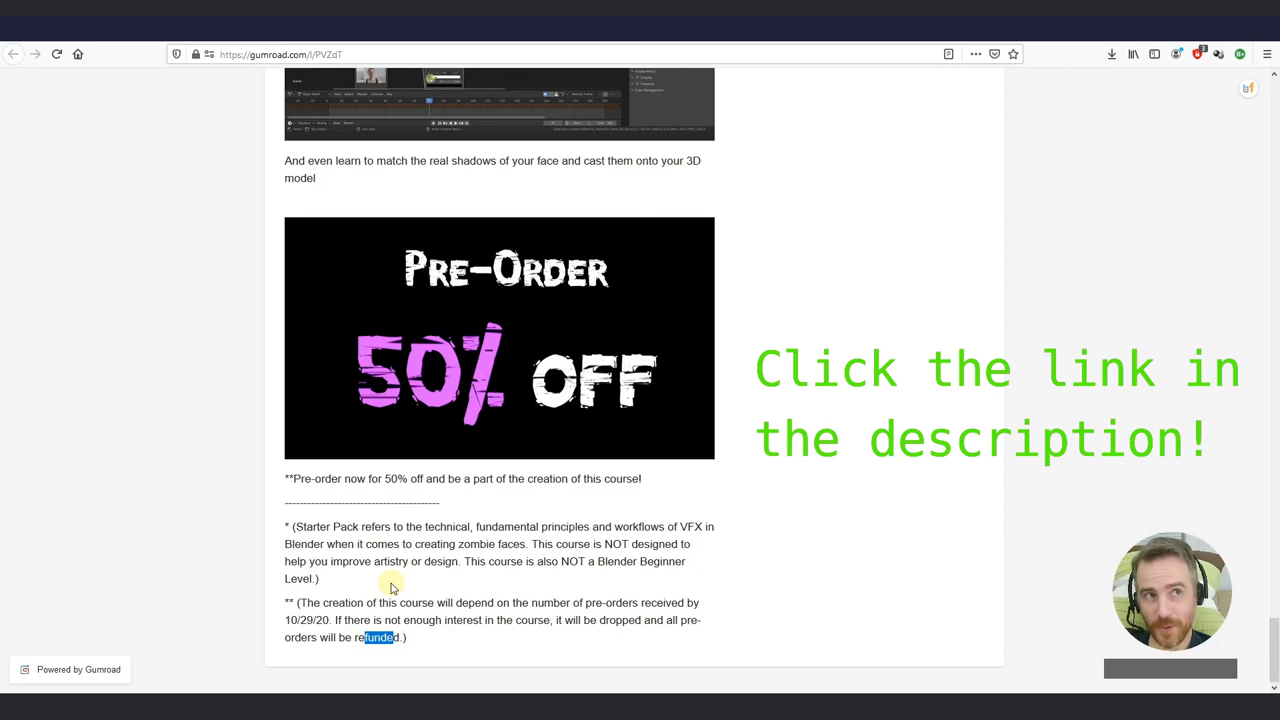 https://gumroad.com/l/PVZdT
And even learn to match the real shadows of your face and cast them onto your 3D
model
PRE-ORDER
50% OFF
Click the link in
the description!
**Pre-order now for 50% off and be a part of the creation of this course!
-----------------------------------------
* (Starter Pack refers to the technical, fundamental principles and workflows of VFX in
Blender when it comes to creating zombie faces. This course is NOT designed to
help you improve artistry or design. This course is also NOT a Blender Beginner
Level.)
** (The creation of this course will depend on the number of pre-orders received by
10/29/20. If there is not enough interest in the course, it will be dropped and all pre-
orders will be refunded.)
Powered by Gumroad